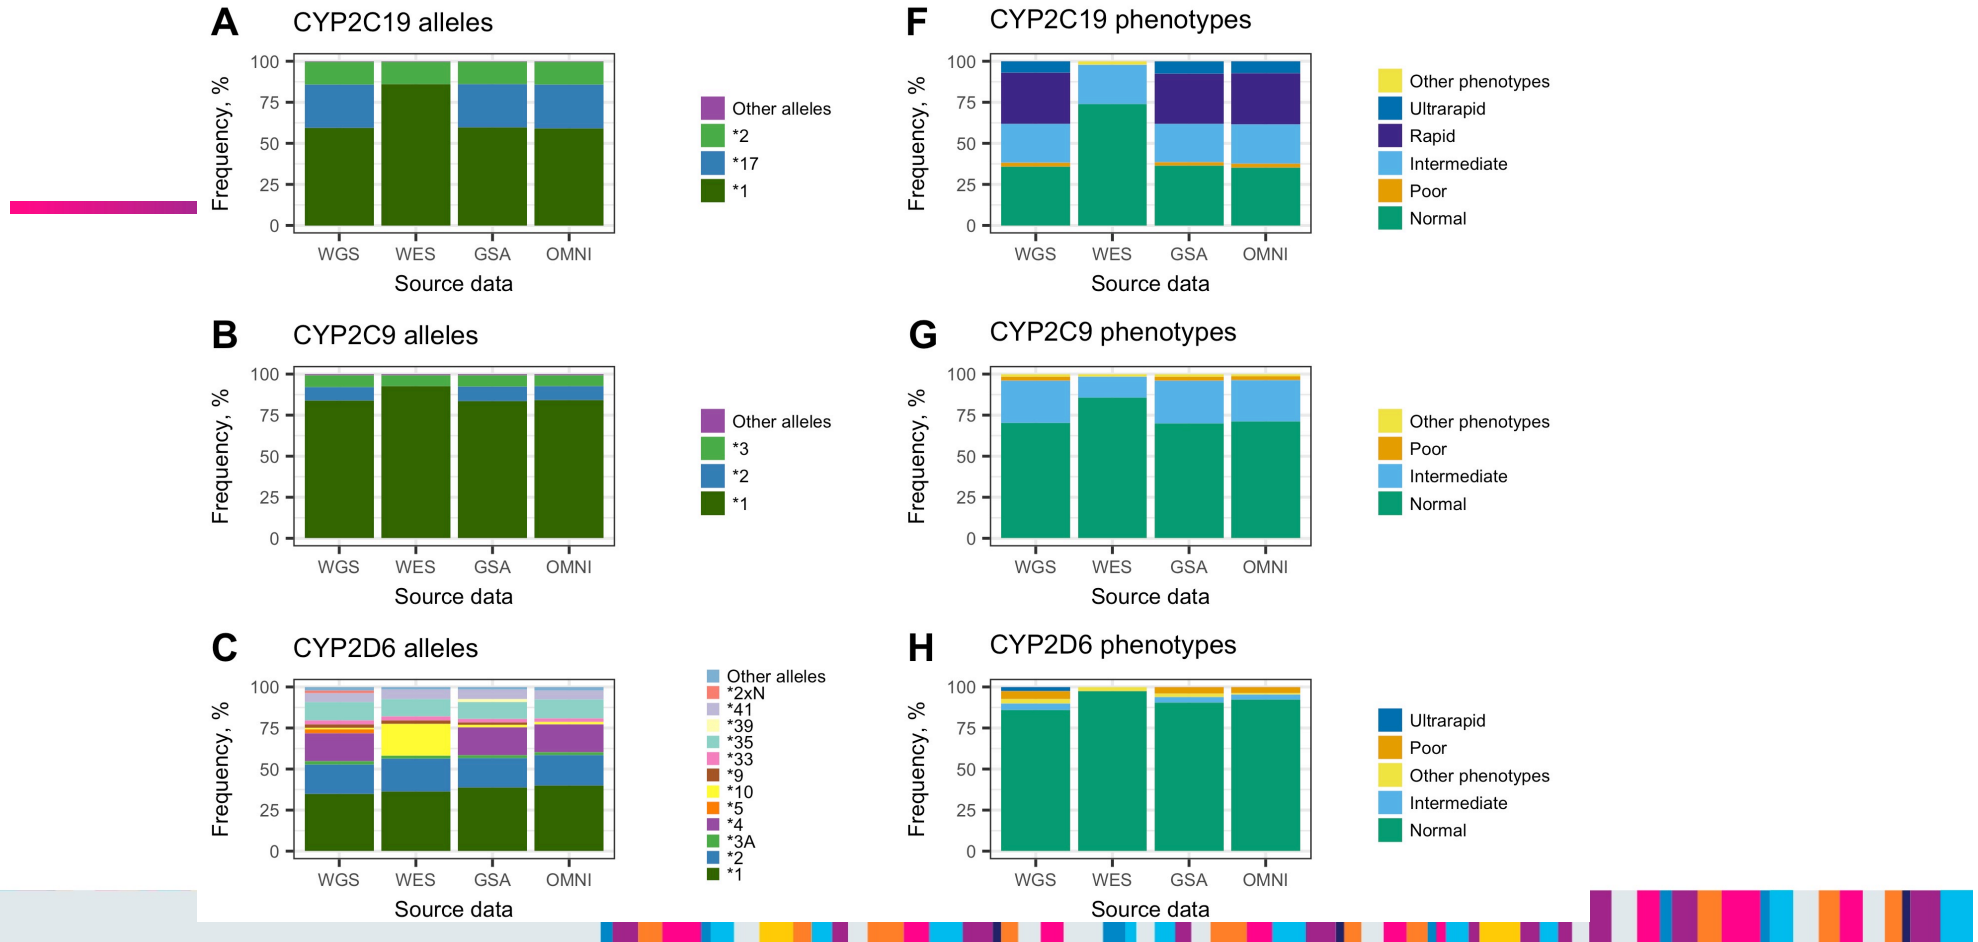 A CYP2C19 alleles
Frequency, %
100
75
50
25
0
WGS WES GSA OMNI
Source data
Other alleles
*2
*17
*1
F CYP2C19 phenotypes
Frequency, %
100
75
50
25
0
WGS WES GSA OMNI
Source data
Other phenotypes
Ultrarapid
Rapid
Intermediate
Poor
Normal
B CYP2C9 alleles
Frequency, %
100
75
50
25
0
WGS WES GSA OMNI
Source data
Other alleles
*3
*2
*1
G CYP2C9 phenotypes
Frequency, %
100
75
50
25
0
WGS WES GSA OMNI
Source data
Other phenotypes
Poor
Intermediate
Normal
C CYP2D6 alleles
Frequency, %
100
75
50
25
0
WGS WES GSA OMNI
Source data
Other alleles
*2xN
*41
*39
*35
*33
*9
*10
*5
*4
*3A
*2
*1
H CYP2D6 phenotypes
Frequency, %
100
75
50
25
0
WGS WES GSA OMNI
Source data
Ultrarapid
Poor
Other phenotypes
Intermediate
Normal